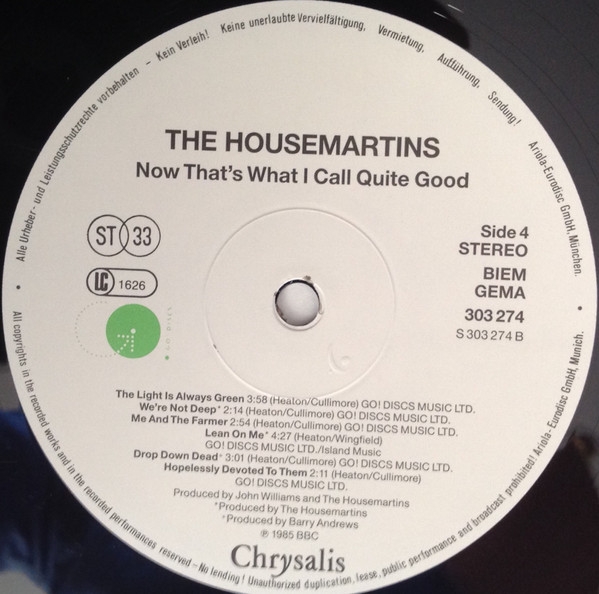 Alle Urheber- und Leistungsschutzrechte vorbehalten – Kein Verleih! Keine unerlaubte Vervielfältigung, Vermietung, Aufführung, Sendung! Ariola-Eurodisc GmbH, München.
THE HOUSEMARTINS
Now That's What I Call Quite Good
ST 33
LC 1626
GO! DISCS
Side 4
STEREO
BIEM
GEMA
303 274
S 303 274 B
The Light Is Always Green 3:58 (Heaton/Cullimore) GO! DISCS MUSIC LTD.
We're Not Deep⁺ 2:14 (Heaton/Cullimore) GO! DISCS MUSIC LTD.
Me And The Farmer 2:54 (Heaton/Cullimore) GO! DISCS MUSIC LTD.
Lean On Me* 4:27 (Heaton/Wingfield)
GO! DISCS MUSIC LTD./Island Music
Drop Down Dead⁺ 3:01 (Heaton/Cullimore) GO! DISCS MUSIC LTD.
Hopelessly Devoted To Them 2:11 (Heaton/Cullimore)
GO! DISCS MUSIC LTD.
Produced by John Williams and The Housemartins
*Produced by The Housemartins
⁺Produced by Barry Andrews
℗ 1985 BBC
Chrysalis
All copyrights in the recorded works and in the recorded performances reserved – No lending! Unauthorized duplication, lease, public performance and broadcast prohibited! Ariola-Eurodisc GmbH, Munich.